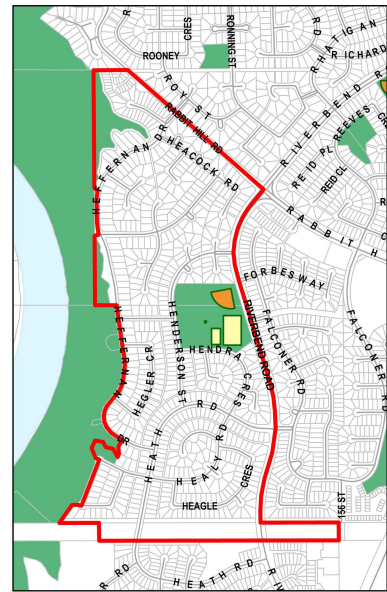 R
CRES
RONNING ST
RD
RHATIGAN
ROONEY
RICHARD
ROY ST
RIVERBEND R
REEVES
CR
RABBIT HILL RD
HEFFERNAN DR
HEACOCK RD
REID PL
REID CL
R
RABBIT H
FORBES WAY
HEFFERNAN
HENDERSON ST
RIVERBEND ROAD
FALCONER RD
FALCONER RD
HEGLER CR
HENDRA CRES
RD
DR
HEATH
HEALY RD
CRES
HEAGLE
156 ST
R RD
HEATH RD
RIV